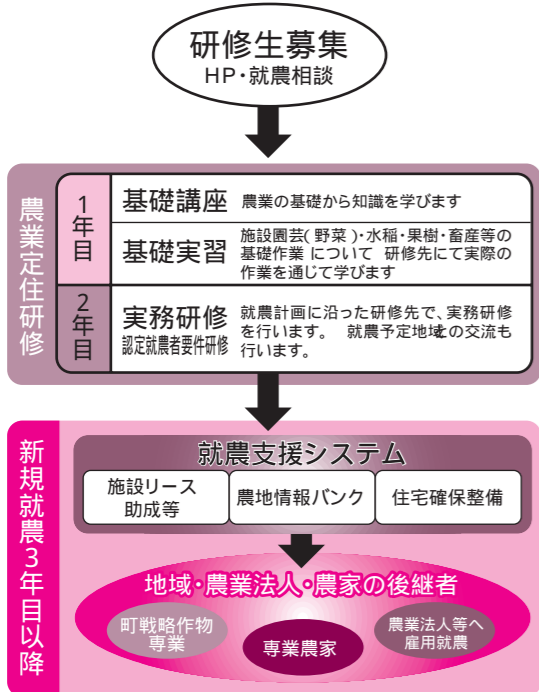 研修生募集
HP・就農相談
農業定住研修
1年目
基礎講座
農業の基礎から知識を学びます
基礎実習
施設園芸(野菜)・水稲・果樹・畜産等の
基礎作業 について 研修先にて実際の
作業を通じて学びます
2年目
実務研修
認定就農者要件研修
就農計画に沿った研修先で、実務研修
を行います。 就農予定地域との交流も
行います。
新規就農3年目以降
就農支援システム
施設リース
助成等
農地情報バンク
住宅確保整備
地域・農業法人・農家の後継者
町戦略作物
専業
専業農家
農業法人等へ
雇用就農